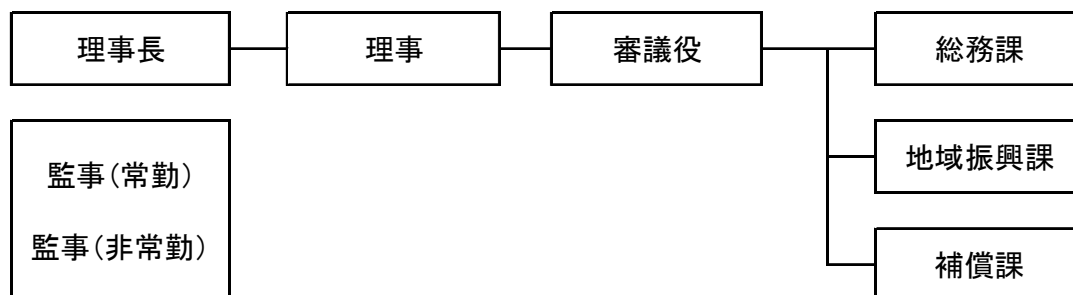 理事長
理事
審議役
総務課
監事（常勤）
監事（非常勤）
地域振興課
補償課